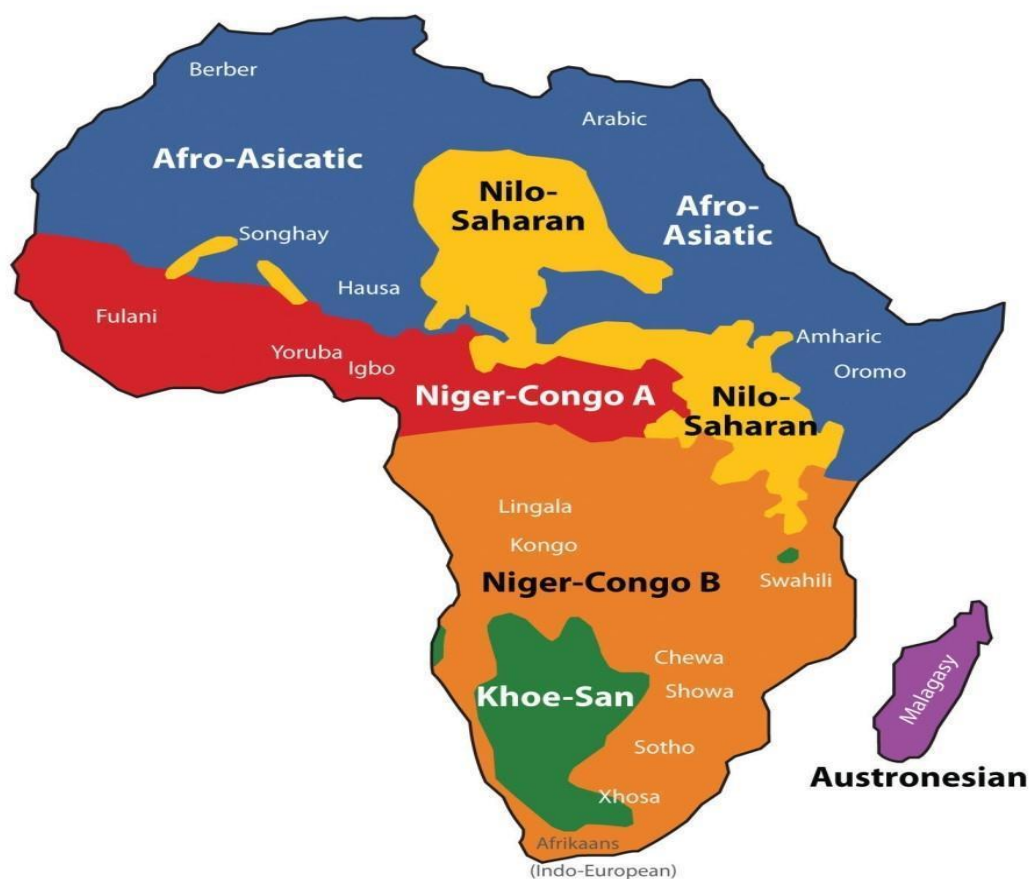 Berber
Arabic
Afro-Asicatic
Nilo-
Saharan
Afro-
Asiatic
Songhay
Hausa
Fulani
Yoruba
Igbo
Amharic
Oromo
Niger-Congo A
Nilo-
Saharan
Lingala
Kongo
Niger-Congo B
Swahili
Chewa
Showa
Khoe-San
Malagasy
Sotho
Austronesian
Xhosa
Afrikaans
(Indo-European)